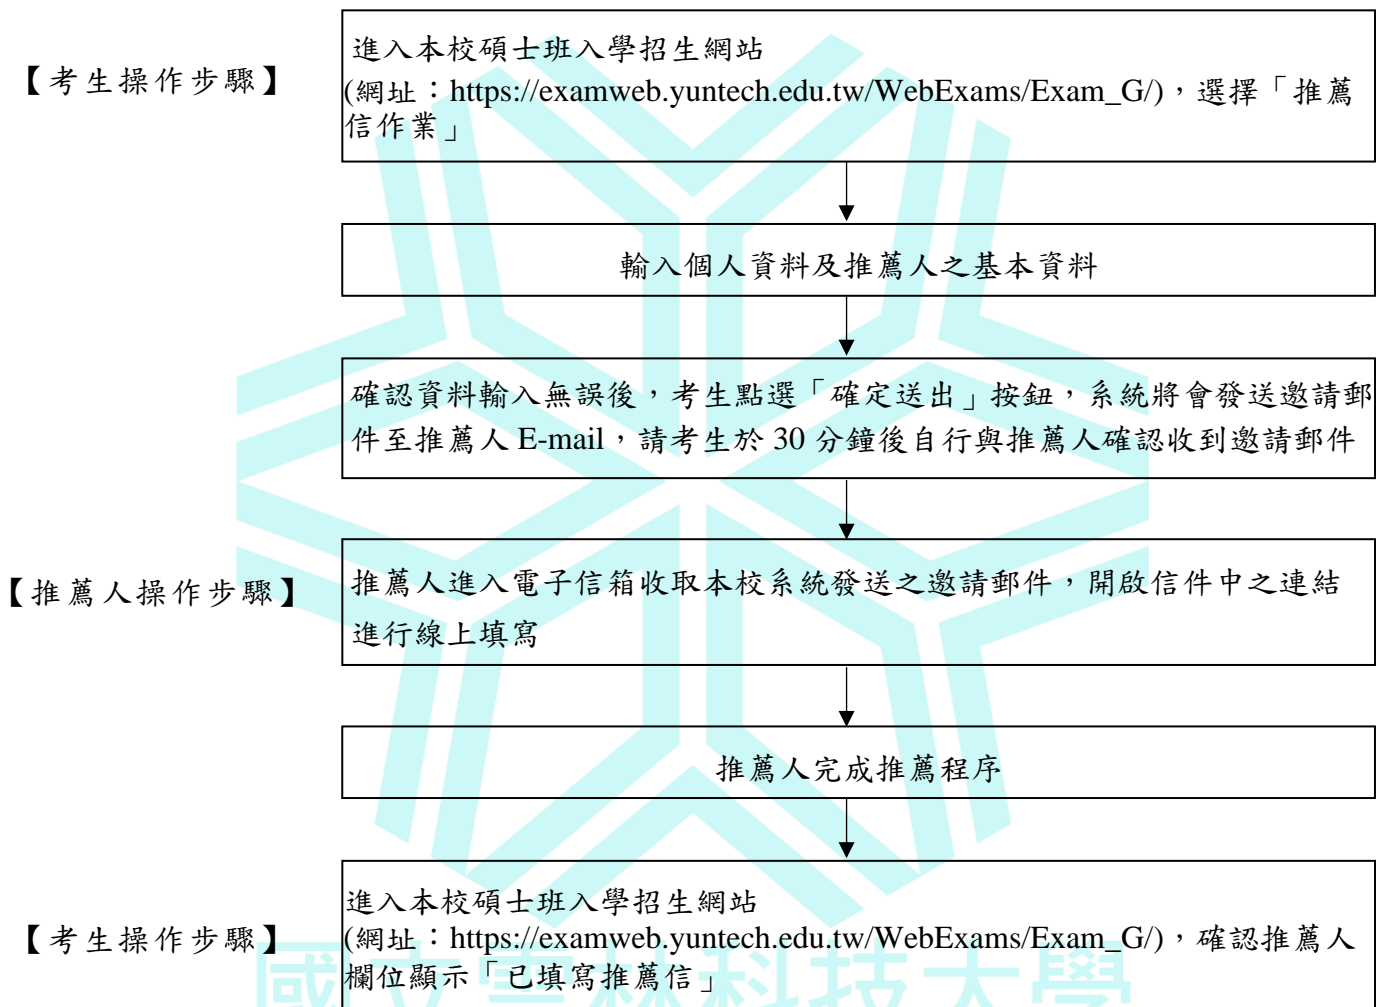 【考生操作步驟】
進入本校碩士班入學招生網站
(網址：https://examweb.yuntech.edu.tw/WebExams/Exam_G/)，選擇「推薦
信作業」
輸入個人資料及推薦人之基本資料
確認資料輸入無誤後，考生點選「確定送出」按鈕，系統將會發送邀請郵
件至推薦人 E-mail，請考生於 30 分鐘後自行與推薦人確認收到邀請郵件
【推薦人操作步驟】
推薦人進入電子信箱收取本校系統發送之邀請郵件，開啟信件中之連結
進行線上填寫
推薦人完成推薦程序
【考生操作步驟】
進入本校碩士班入學招生網站
(網址：https://examweb.yuntech.edu.tw/WebExams/Exam_G/)，確認推薦人
欄位顯示「已填寫推薦信」
國立雲林科技大學